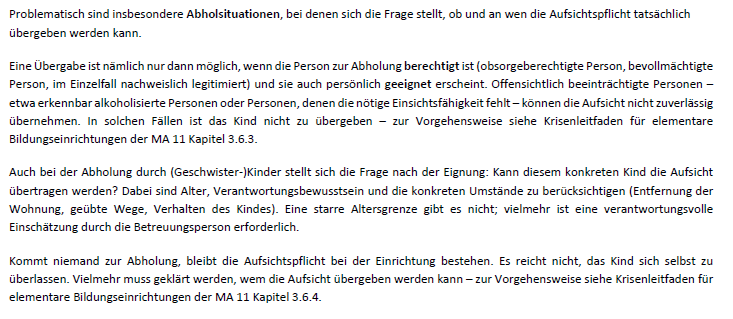 Problematisch sind insbesondere Abholsituationen, bei denen sich die Frage stellt, ob und an wen die Aufsichtspflicht tatsächlich
übergeben werden kann.
Eine Übergabe ist nämlich nur dann möglich, wenn die Person zur Abholung berechtigt ist (obsorgeberechtigte Person, bevollmächtigte
Person, im Einzelfall nachweislich legitimiert) und sie auch persönlich geeignet erscheint. Offensichtlich beeinträchtigte Personen –
etwa erkennbar alkoholisierte Personen oder Personen, denen die nötige Einsichtsfähigkeit fehlt – können die Aufsicht nicht zuverlässig
übernehmen. In solchen Fällen ist das Kind nicht zu übergeben – zur Vorgehensweise siehe Krisenleitfaden für elementare
Bildungseinrichtungen der MA 11 Kapitel 3.6.3.
Auch bei der Abholung durch (Geschwister-)Kinder stellt sich die Frage nach der Eignung: Kann diesem konkreten Kind die Aufsicht
übertragen werden? Dabei sind Alter, Verantwortungsbewusstsein und die konkreten Umstände zu berücksichtigen (Entfernung der
Wohnung, geübte Wege, Verhalten des Kindes). Eine starre Altersgrenze gibt es nicht; vielmehr ist eine verantwortungsvolle
Einschätzung durch die Betreuungsperson erforderlich.
Kommt niemand zur Abholung, bleibt die Aufsichtspflicht bei der Einrichtung bestehen. Es reicht nicht, das Kind sich selbst zu
überlassen. Vielmehr muss geklärt werden, wem die Aufsicht übergeben werden kann – zur Vorgehensweise siehe Krisenleitfaden für
elementare Bildungseinrichtungen der MA 11 Kapitel 3.6.4.